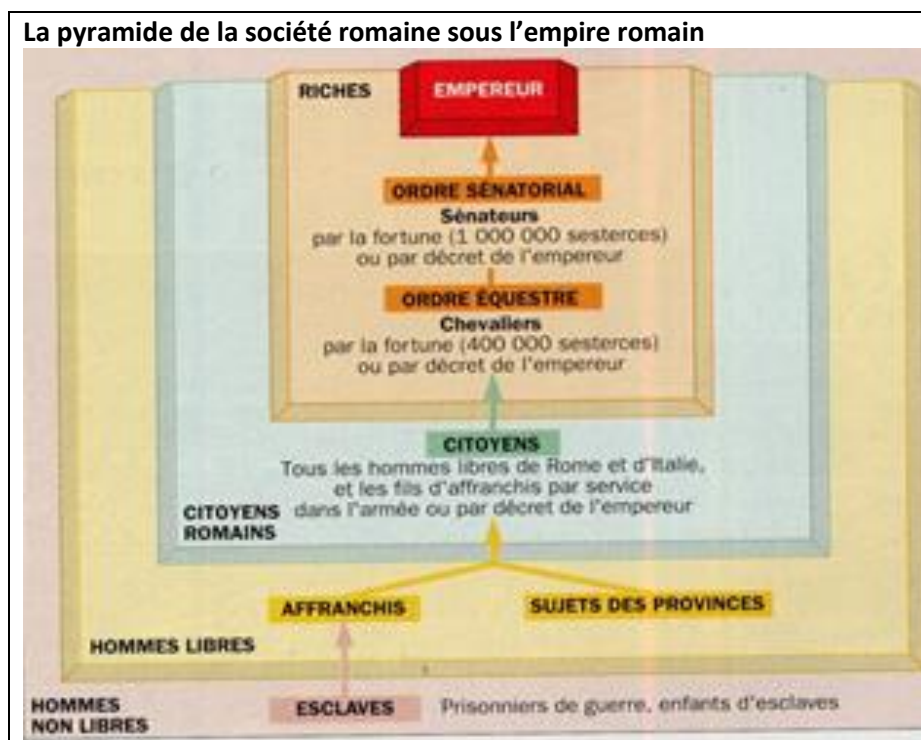 La pyramide de la société romaine sous l'empire romain
RICHES
EMPEREUR
ORDRE SÉNATORIAL
Sénateurs
par la fortune (1 000 000 sesterces)
ou par décret de l'empereur
ORDRE ÉQUESTRE
Chevaliers
par la fortune (400 000 sesterces)
ou par décret de l'empereur
CITOYENS
Tous les hommes libres de Rome et d'Italie,
et les fils d'affranchis par service
dans l'armée ou par décret de l'empereur
CITOYENS
ROMAINS
AFFRANCHIS
SUJETS DES PROVINCES
HOMMES LIBRES
HOMMES
NON LIBRES
ESCLAVES
Prisonniers de guerre, enfants d'esclaves